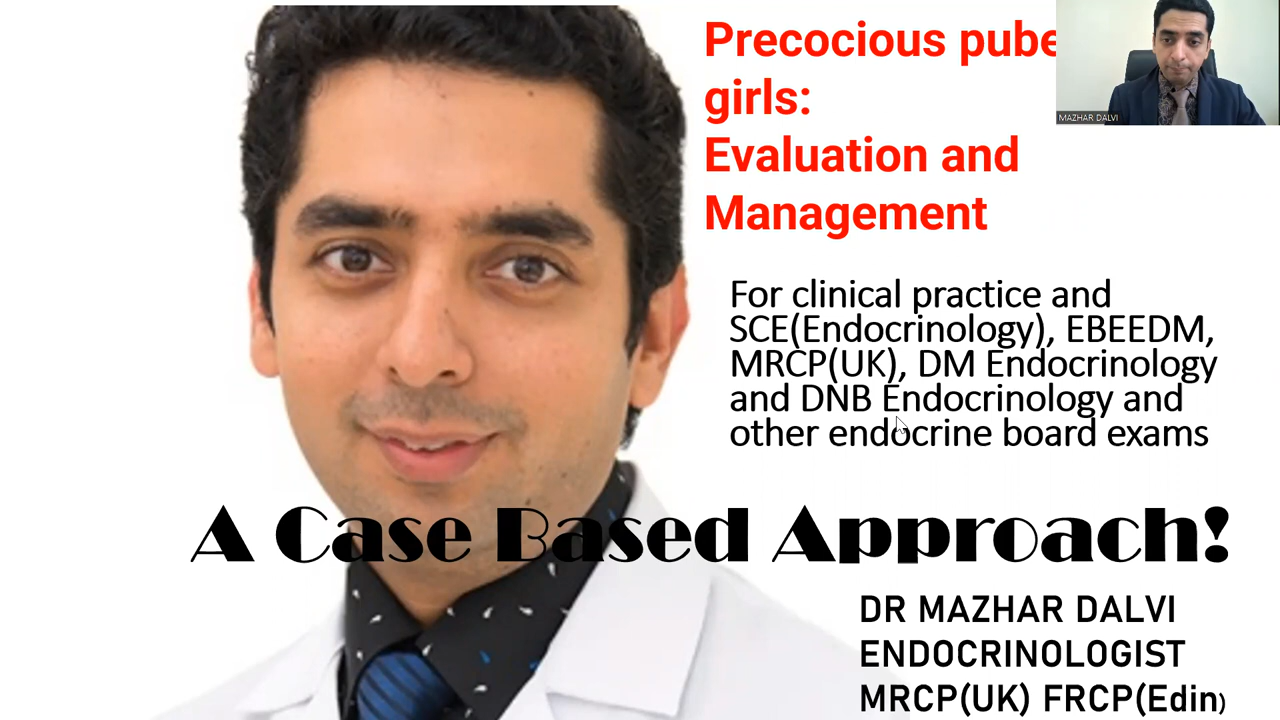 Precocious pube
girls:
Evaluation and
Management
MAZHAR DALVI
For clinical practice and
SCE(Endocrinology), EBEEDM,
MRCP(UK), DM Endocrinology
and DNB Endocrinology and
other endocrine board exams
A Case Based Approach!
DR MAZHAR DALVI
ENDOCRINOLOGIST
MRCP(UK) FRCP(Edin)